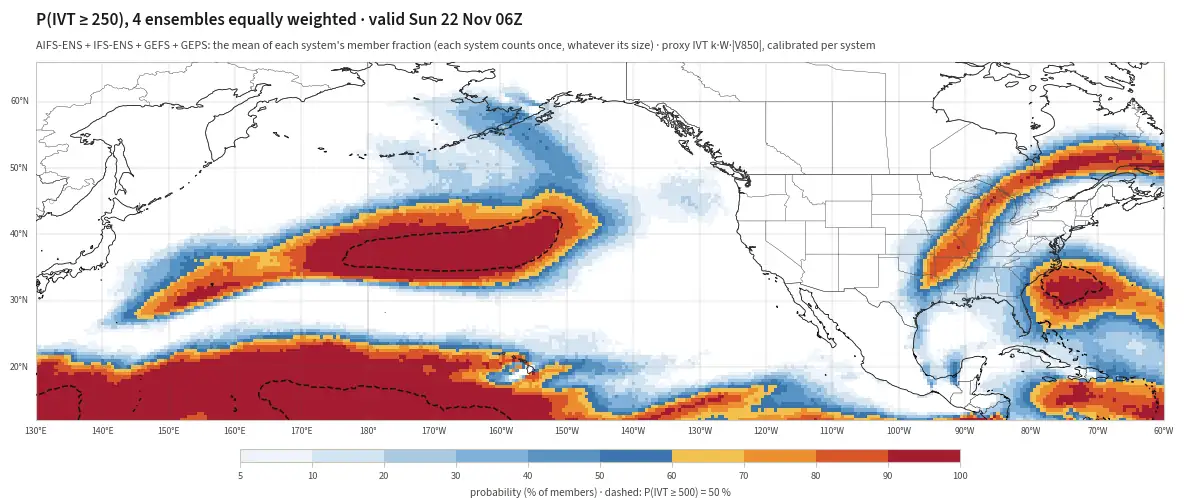 P(IVT ≥ 250), 4 ensembles equally weighted · valid Sun 22 Nov 06Z
AIFS-ENS + IFS-ENS + GEFS + GEPS: the mean of each system's member fraction (each system counts once, whatever its size) · proxy IVT k·W·|V850|, calibrated per system
60°N
50°N
40°N
30°N
20°N
130°E 140°E 150°E 160°E 170°E 180° 170°W 160°W 150°W 140°W 130°W 120°W 110°W 100°W 90°W 80°W 70°W 60°W
5 10 20 30 40 50 60 70 80 90 100
probability (% of members) · dashed: P(IVT ≥ 500) = 50 %